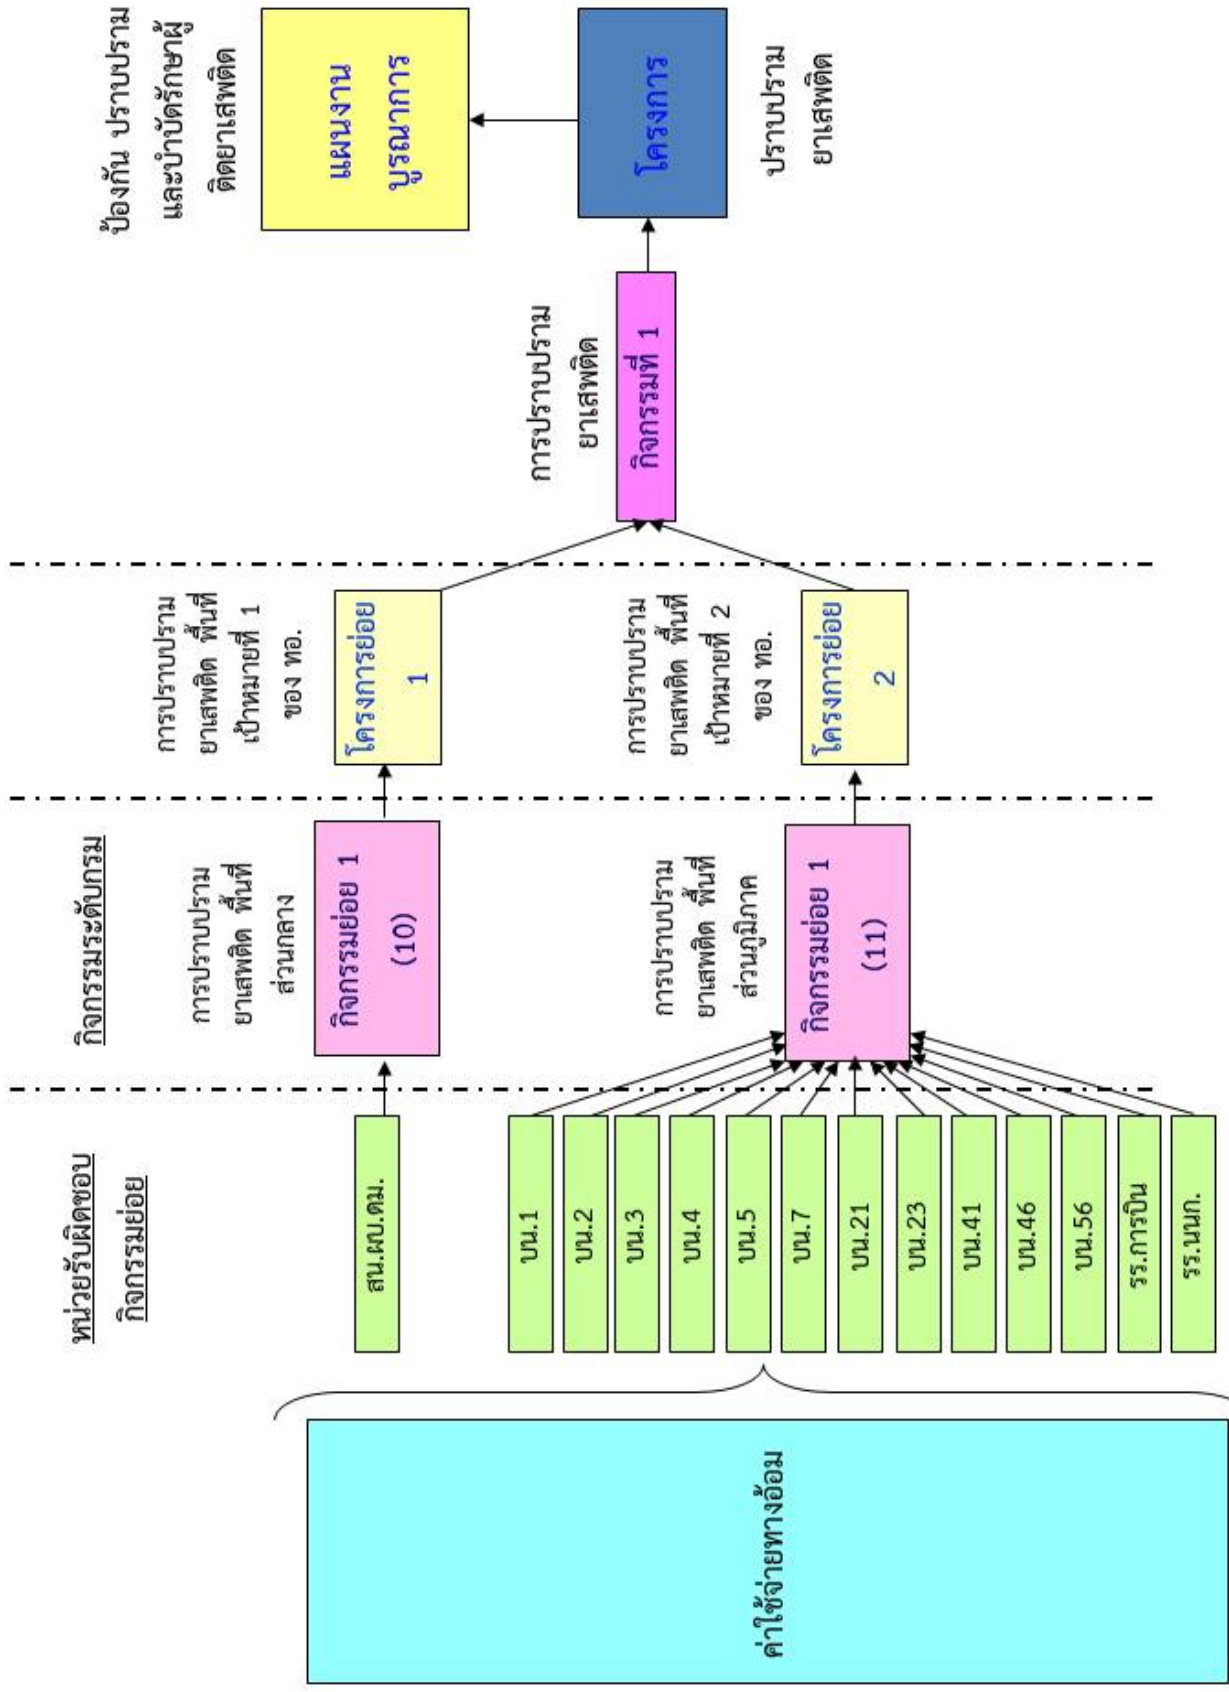 หน่วยรับผิดชอบ
กิจกรรมย่อย
กิจกรรมระดับกรม
ค่าใช้จ่ายทางอ้อม
สน.ผบ.ดม.
บน.1
บน.2
บน.3
บน.4
บน.5
บน.7
บน.21
บน.23
บน.41
บน.46
บน.56
รร.การบิน
รร.นนก.
การปราบปราม
ยาเสพติด พื้นที่
ส่วนกลาง
กิจกรรมย่อย 1
(10)
การปราบปราม
ยาเสพติด พื้นที่
ส่วนภูมิภาค
กิจกรรมย่อย 1
(11)
การปราบปราม
ยาเสพติด พื้นที่
เป้าหมายที่ 1
ของ ทอ.
โครงการย่อย
1
การปราบปราม
ยาเสพติด พื้นที่
เป้าหมายที่ 2
ของ ทอ.
โครงการย่อย
2
การปราบปราม
ยาเสพติด
กิจกรรมที่ 1
ป้องกัน ปราบปราม
และบำบัดรักษาผู้
ติดยาเสพติด
แผนงาน
บูรณาการ
โครงการ
ปราบปราม
ยาเสพติด